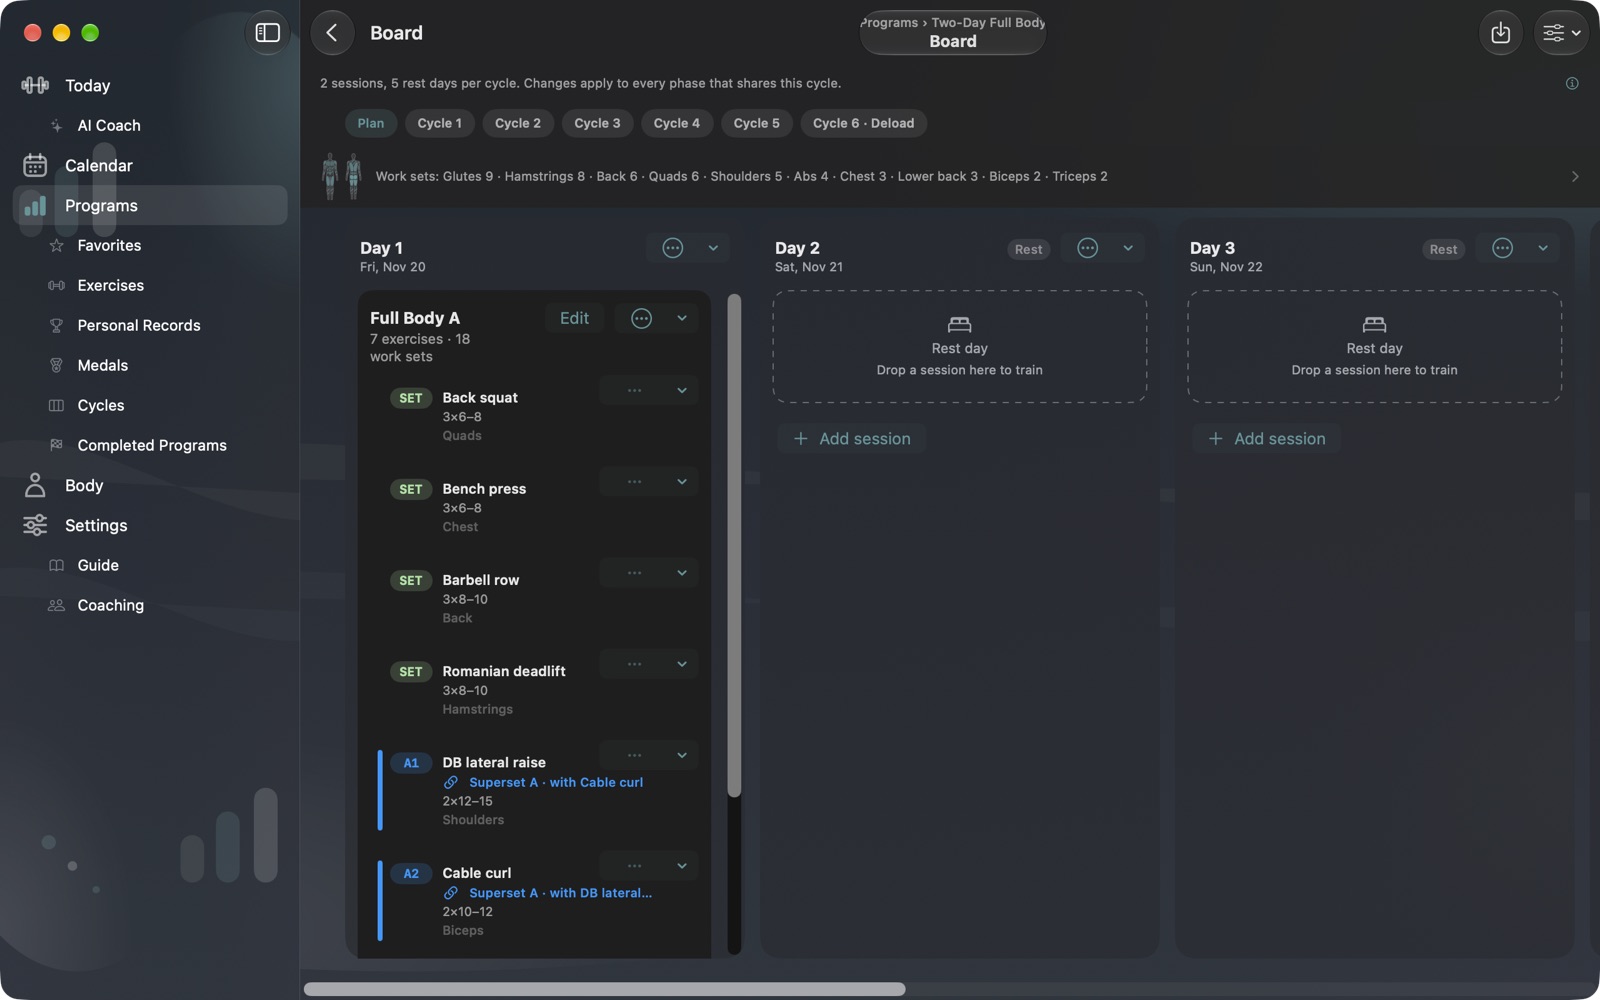 Board
Programs › Two-Day Full Body
Board
Today
AI Coach
Calendar
Programs
Favorites
Exercises
Personal Records
Medals
Cycles
Completed Programs
Body
Settings
Guide
Coaching
2 sessions, 5 rest days per cycle. Changes apply to every phase that shares this cycle.
Plan
Cycle 1
Cycle 2
Cycle 3
Cycle 4
Cycle 5
Cycle 6 · Deload
Work sets: Glutes 9 · Hamstrings 8 · Back 6 · Quads 6 · Shoulders 5 · Abs 4 · Chest 3 · Lower back 3 · Biceps 2 · Triceps 2
Day 1
Fri, Nov 20
Full Body A
Edit
7 exercises · 18
work sets
SET
Back squat
3×6–8
Quads
SET
Bench press
3×6–8
Chest
SET
Barbell row
3×8–10
Back
SET
Romanian deadlift
3×8–10
Hamstrings
A1
DB lateral raise
Superset A · with Cable curl
2×12–15
Shoulders
A2
Cable curl
Superset A · with DB lateral...
2×10–12
Biceps
Day 2
Sat, Nov 21
Rest
Rest day
Drop a session here to train
Add session
Day 3
Sun, Nov 22
Rest
Rest day
Drop a session here to train
Add session